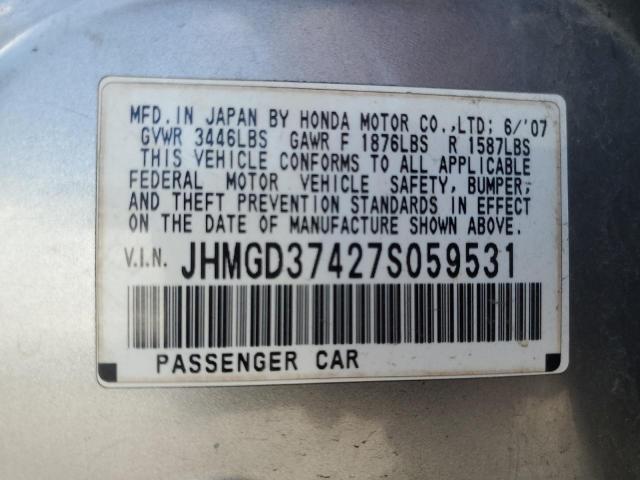 MFD. IN JAPAN BY HONDA MOTOR CO., LTD; 6/'07
GVWR 3446LBS GAWR F 1876LBS R 1587LBS
THIS VEHICLE CONFORMS TO ALL APPLICABLE
FEDERAL MOTOR VEHICLE SAFETY, BUMPER,
AND THEFT PREVENTION STANDARDS IN EFFECT
ON THE DATE OF MANUFACTURE SHOWN ABOVE.
V.I.N. JHMGD37427S059531
PASSENGER CAR